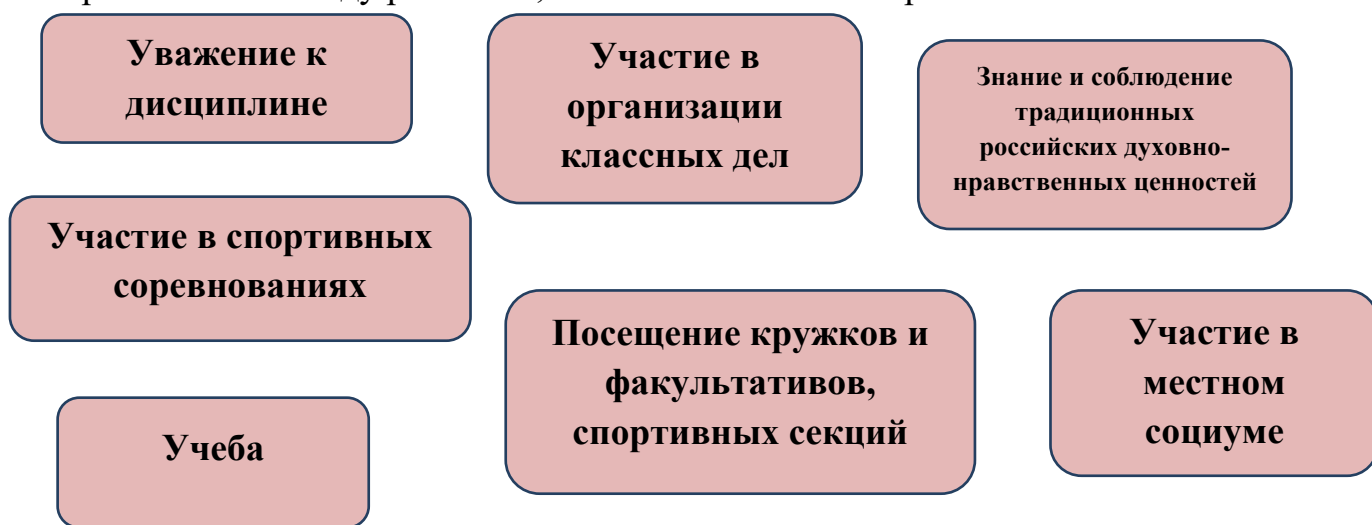 Уважение к
дисциплине
Участие в
организации
классных дел
Знание и соблюдение
традиционных
российских духовно-
нравственных ценностей
Участие в спортивных
соревнованиях
Посещение кружков и
факультативов,
спортивных секций
Участие в
местном
социуме
Учеба